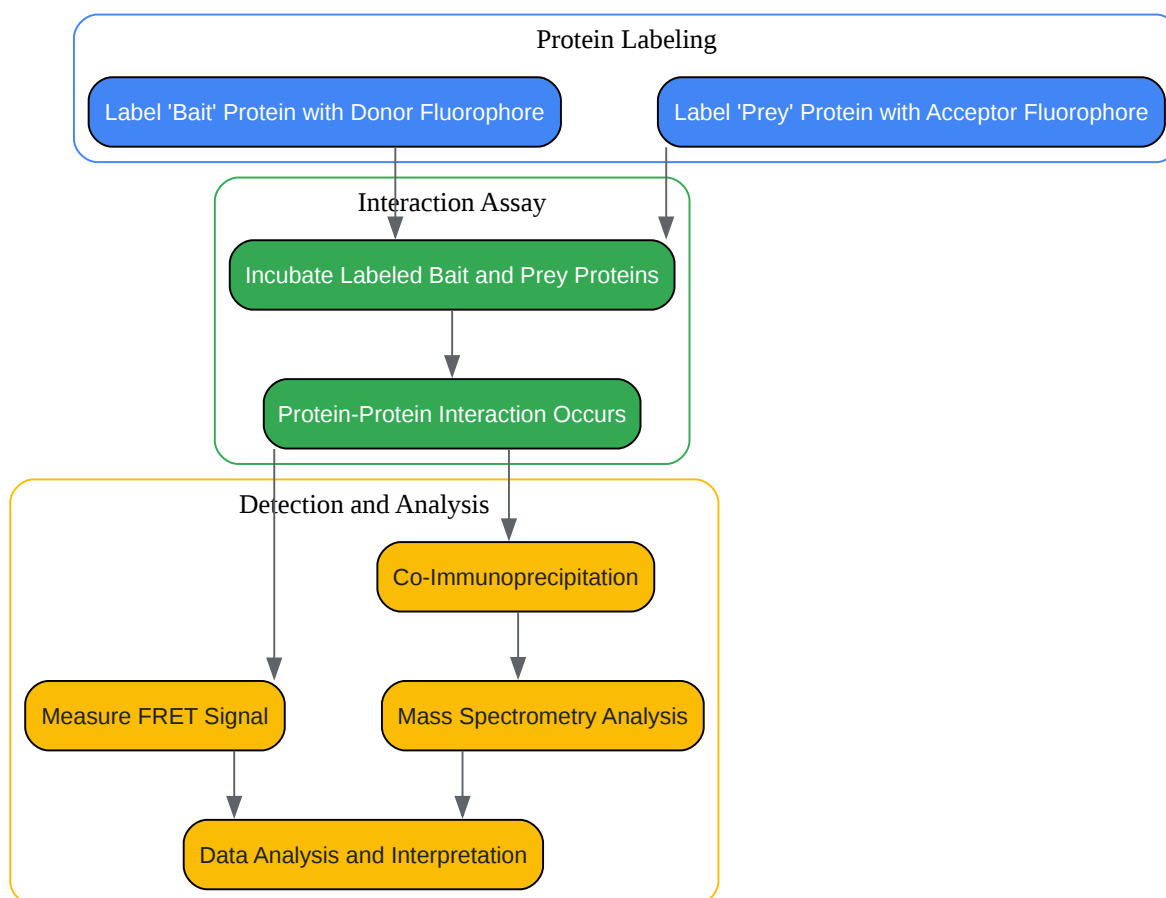 Protein Labeling
Label 'Bait' Protein with Donor Fluorophore
Label 'Prey' Protein with Acceptor Fluorophore
Interaction Assay
Incubate Labeled Bait and Prey Proteins
Protein-Protein Interaction Occurs
Detection and Analysis
Co-Immunoprecipitation
Measure FRET Signal
Mass Spectrometry Analysis
Data Analysis and Interpretation